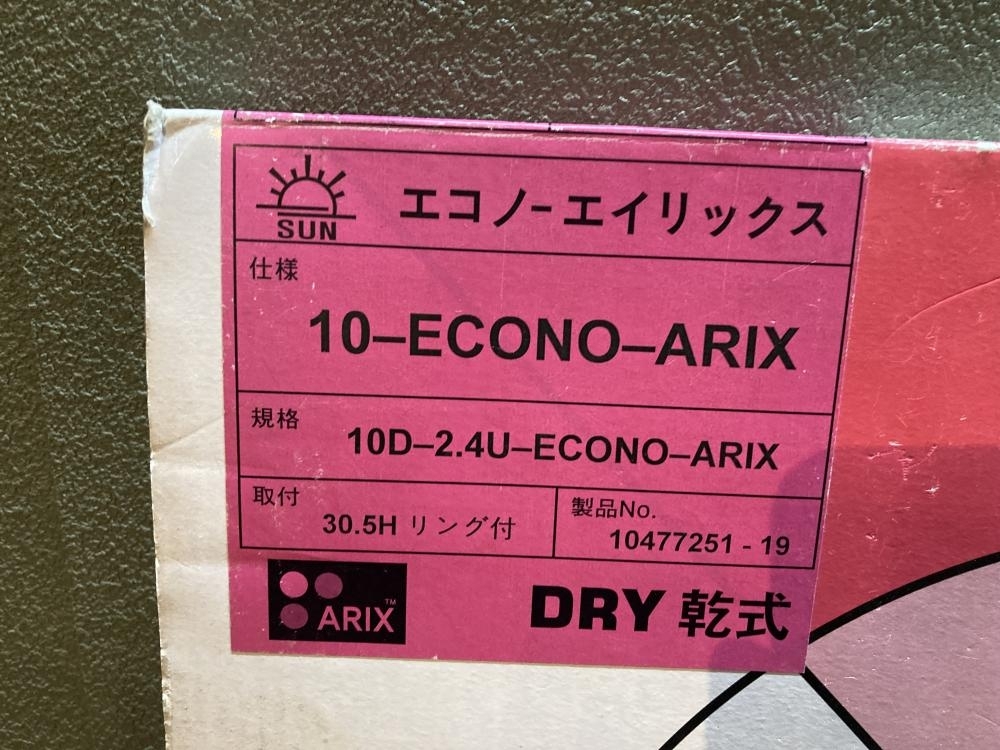 SUN
エコノ-エイリックス
仕様
10–ECONO–ARIX
規格
10D–2.4U–ECONO–ARIX
取付
30.5H リング付
製品No.
10477251 - 19
ARIX™
DRY 乾式